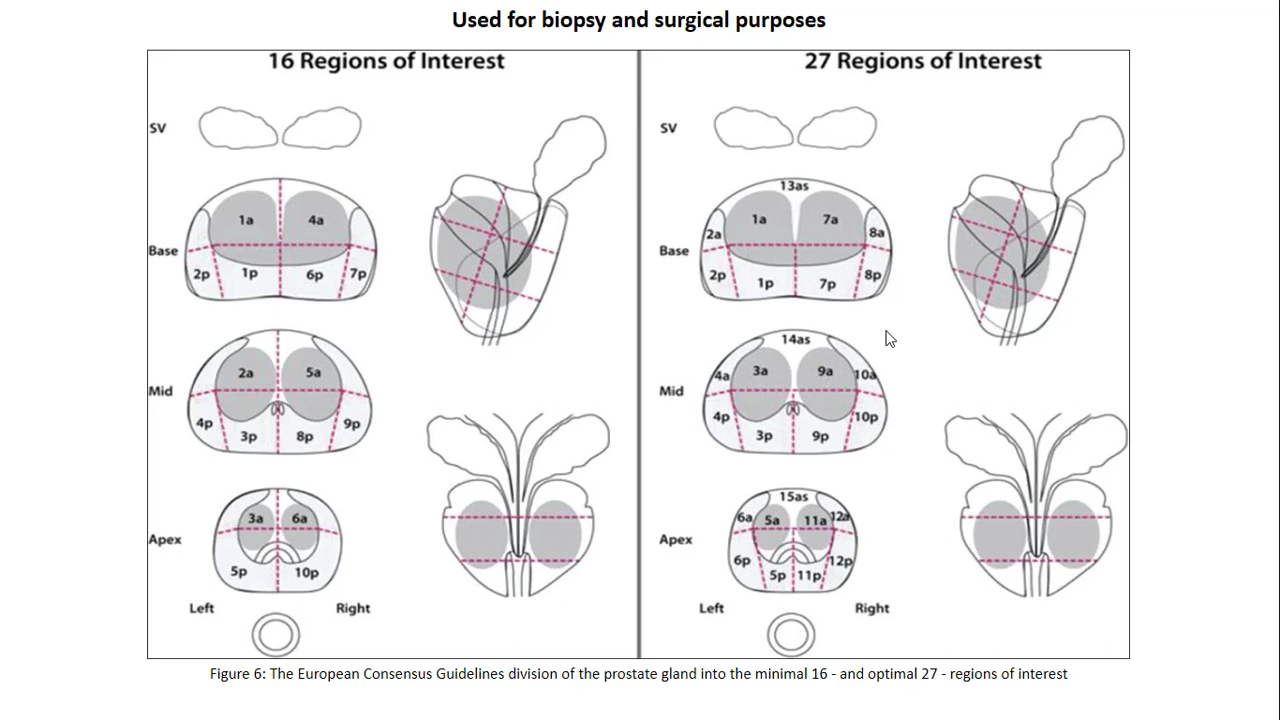 Used for biopsy and surgical purposes
16 Regions of Interest
SV
1a 4a
Base
2p 1p 6p 7p
2a 5a
Mid
4p 3p 8p 9p
3a 6a
Apex
5p 10p
Left Right
27 Regions of Interest
SV
13as
1a 7a
2a 8a
Base
2p 1p 7p 8p
14as
4a 3a 9a 10a
Mid
4p 3p 9p 10p
15as
6a 5a 11a 12a
Apex
6p 5p 11p 12p
Left Right
Figure 6: The European Consensus Guidelines division of the prostate gland into the minimal 16 - and optimal 27 - regions of interest